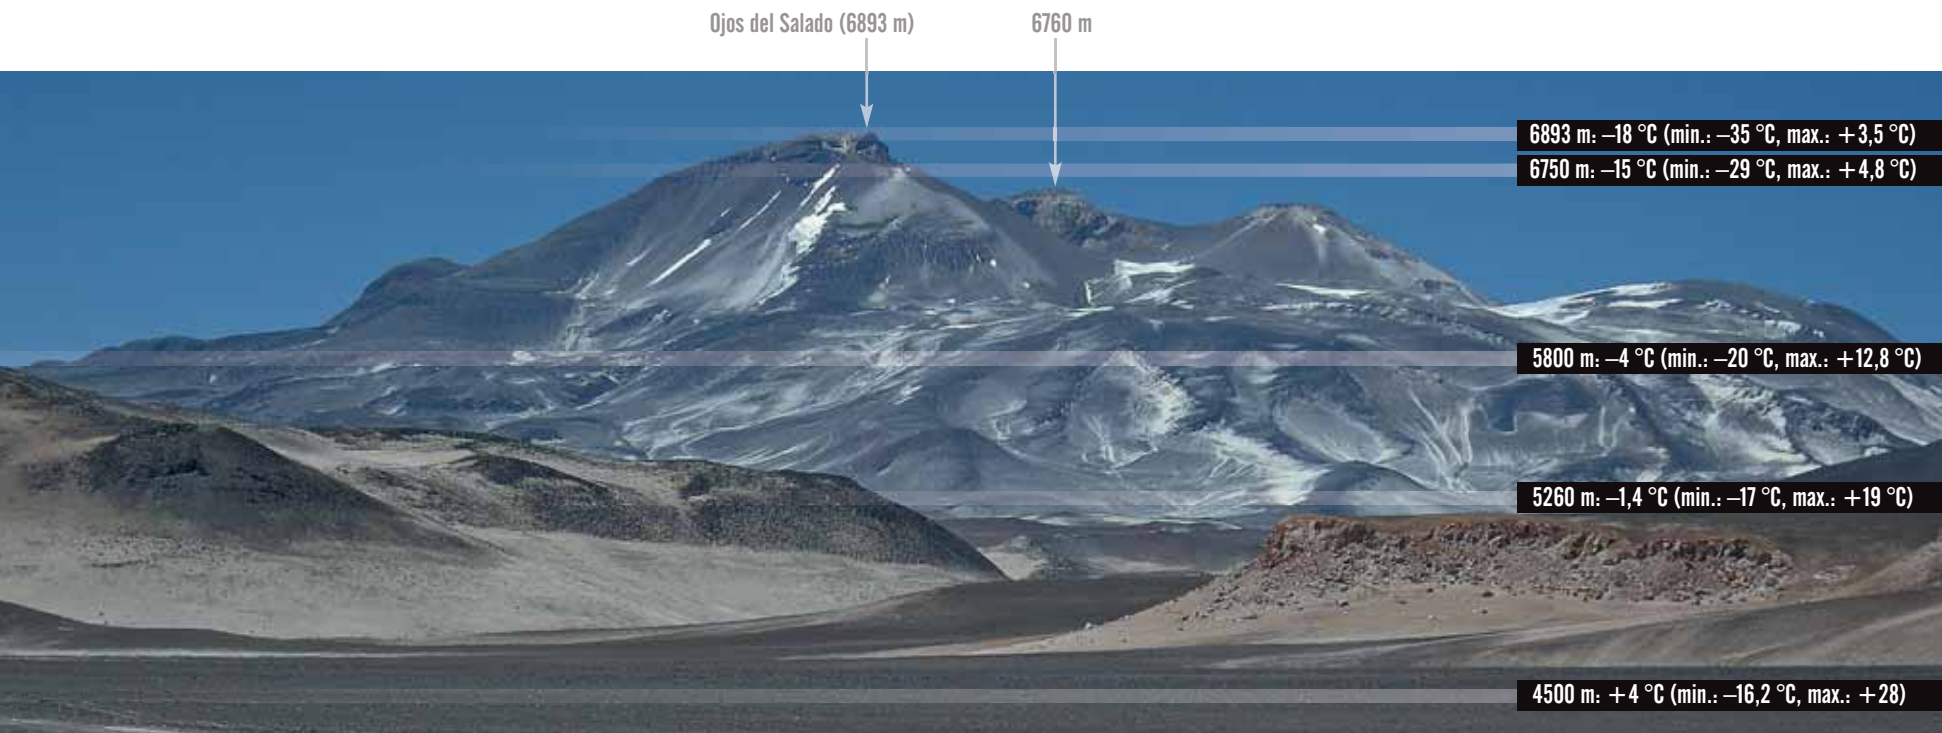 Ojos del Salado (6893 m)
6760 m
6893 m: –18 °C (min.: –35 °C, max.: +3,5 °C)
6750 m: –15 °C (min.: –29 °C, max.: +4,8 °C)
5800 m: –4 °C (min.: –20 °C, max.: +12,8 °C)
5260 m: –1,4 °C (min.: –17 °C, max.: +19 °C)
4500 m: +4 °C (min.: –16,2 °C, max.: +28)